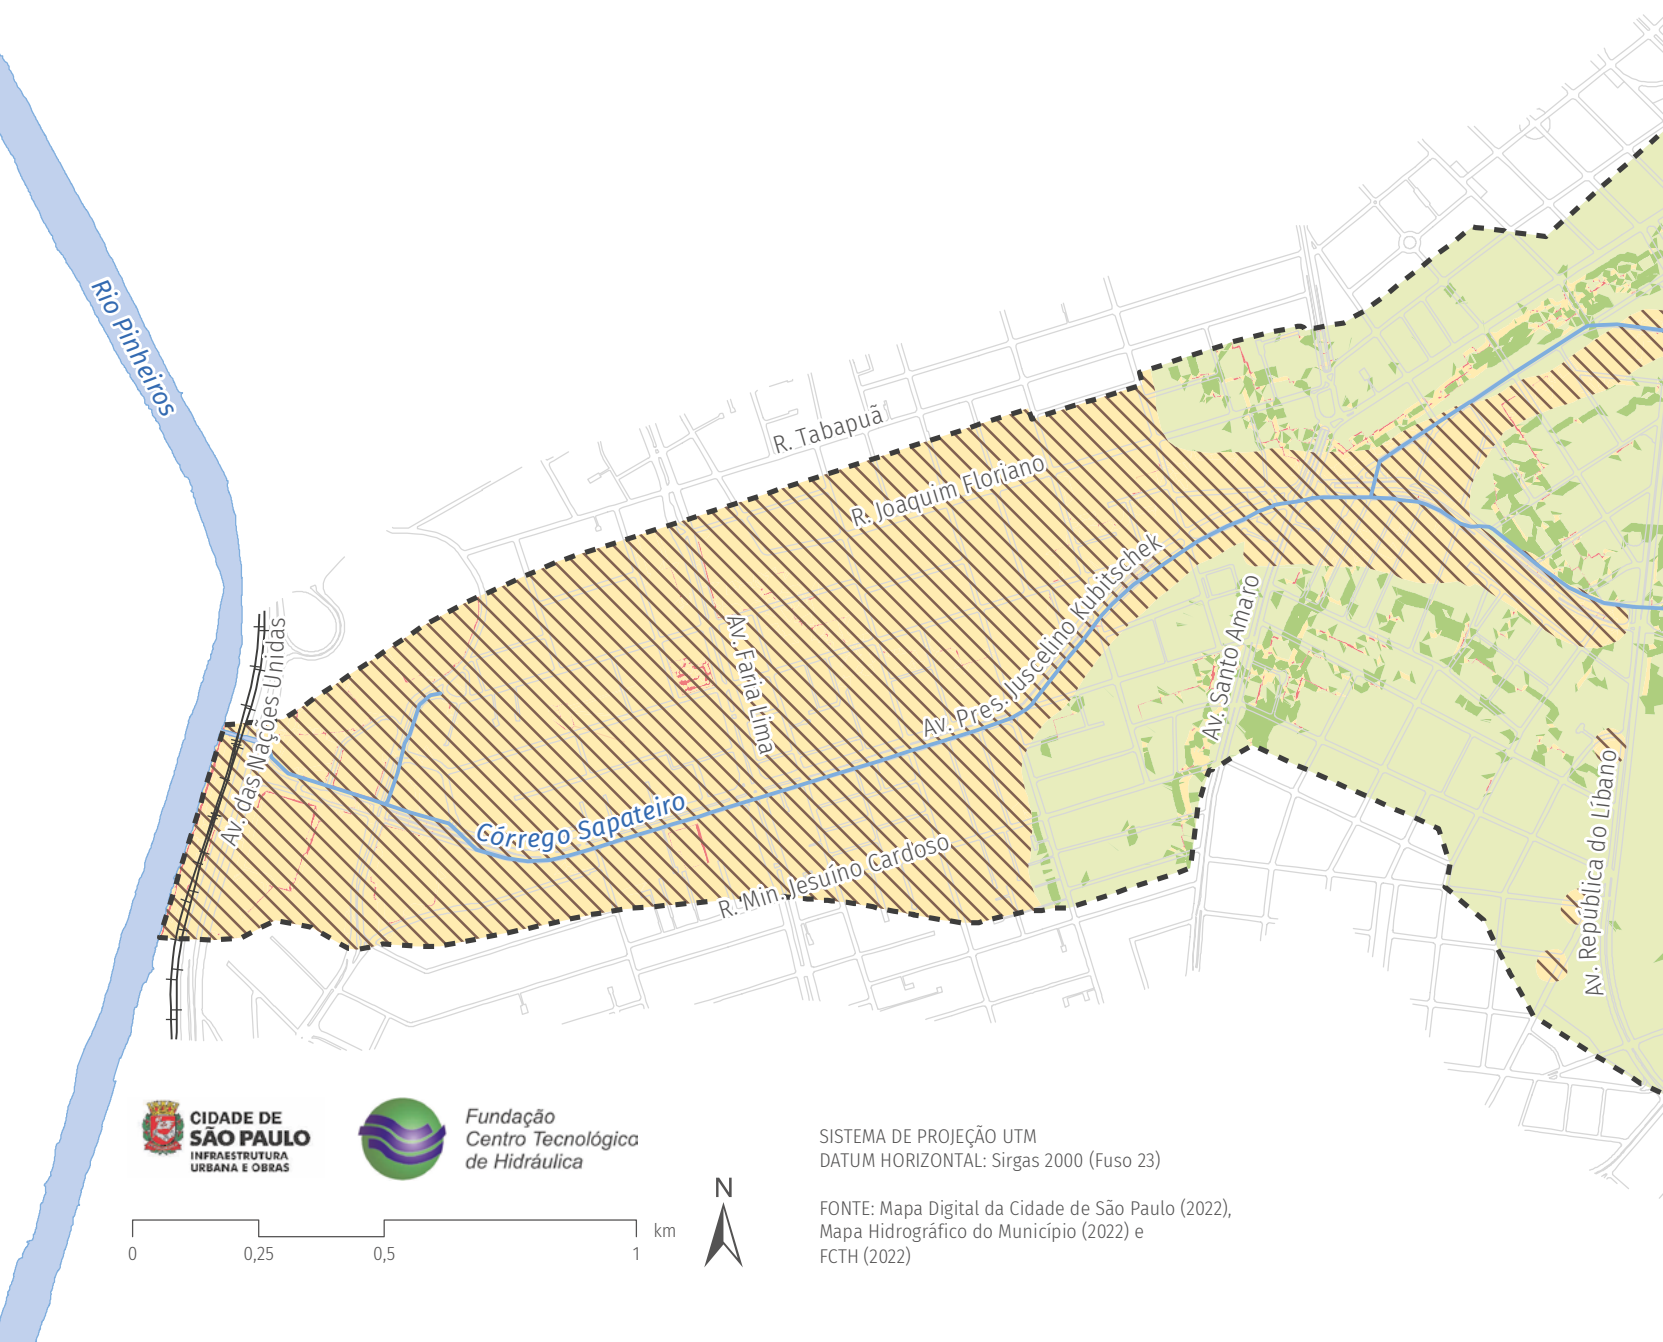 Rio Pinheiros
R. Tabapuã
R. Joaquim Floriano
Av. Pres. Juscelino Kubitschek
Av. Faria Lima
Av. das Nações Unidas
Av. Santo Amaro
Córrego Sapateiro
R. Min. Jesuíno Cardoso
Av. República do Líbano
CIDADE DE
SÃO PAULO
INFRAESTRUTURA
URBANA E OBRAS
Fundação
Centro Tecnológico
de Hidráulica
N
0
0,25
0,5
1
km
SISTEMA DE PROJEÇÃO UTM
DATUM HORIZONTAL: Sirgas 2000 (Fuso 23)
FONTE: Mapa Digital da Cidade de São Paulo (2022),
Mapa Hidrográfico do Município (2022) e
FCTH (2022)